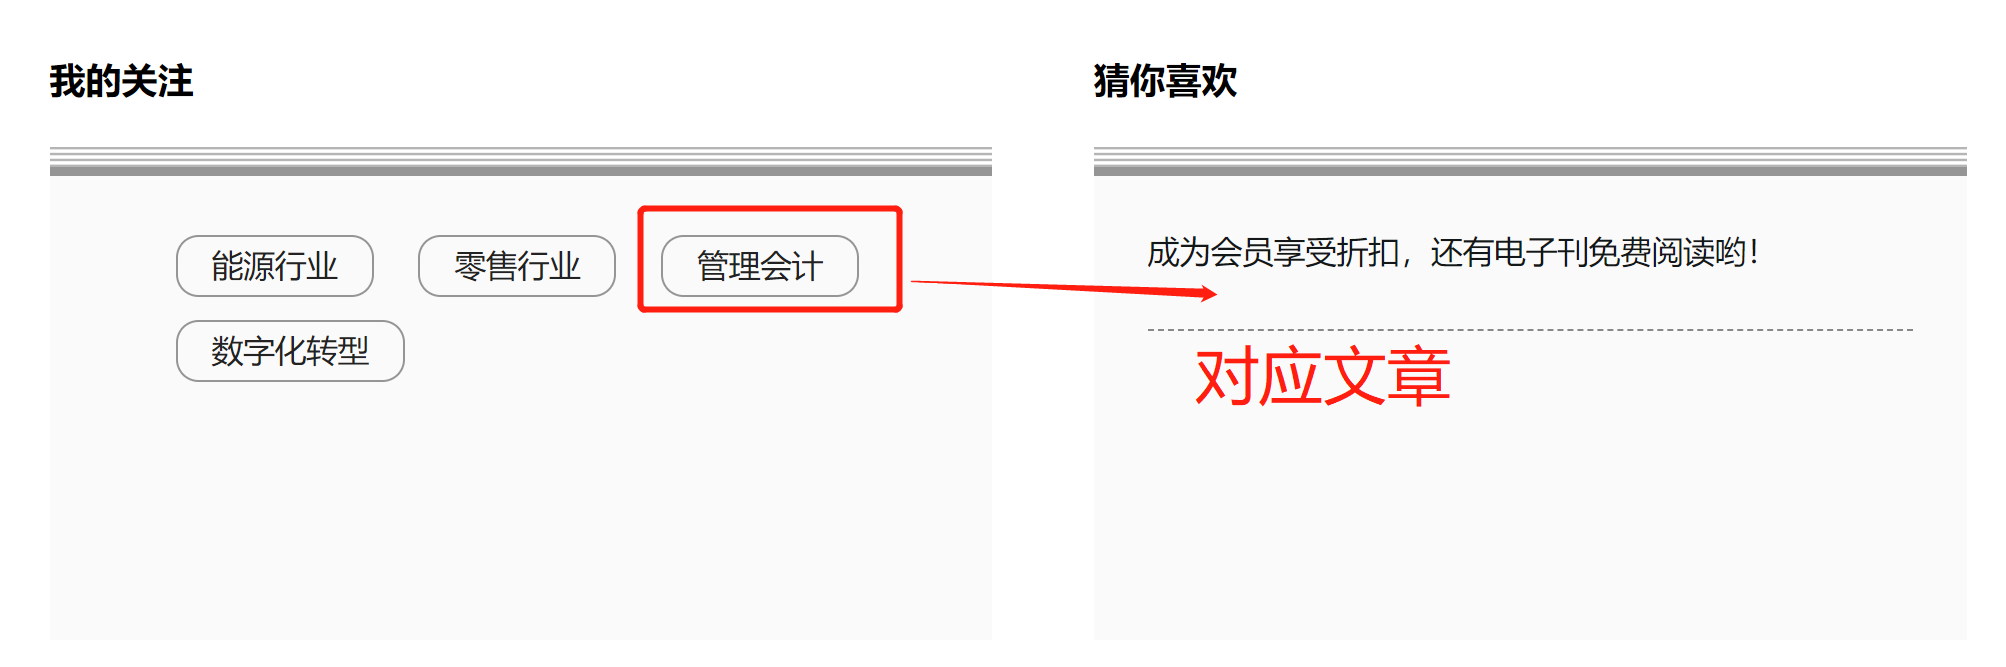 我的关注
能源行业
零售行业
管理会计
数字化转型
猜你喜欢
成为会员享受折扣，还有电子刊免费阅读哟！
对应文章